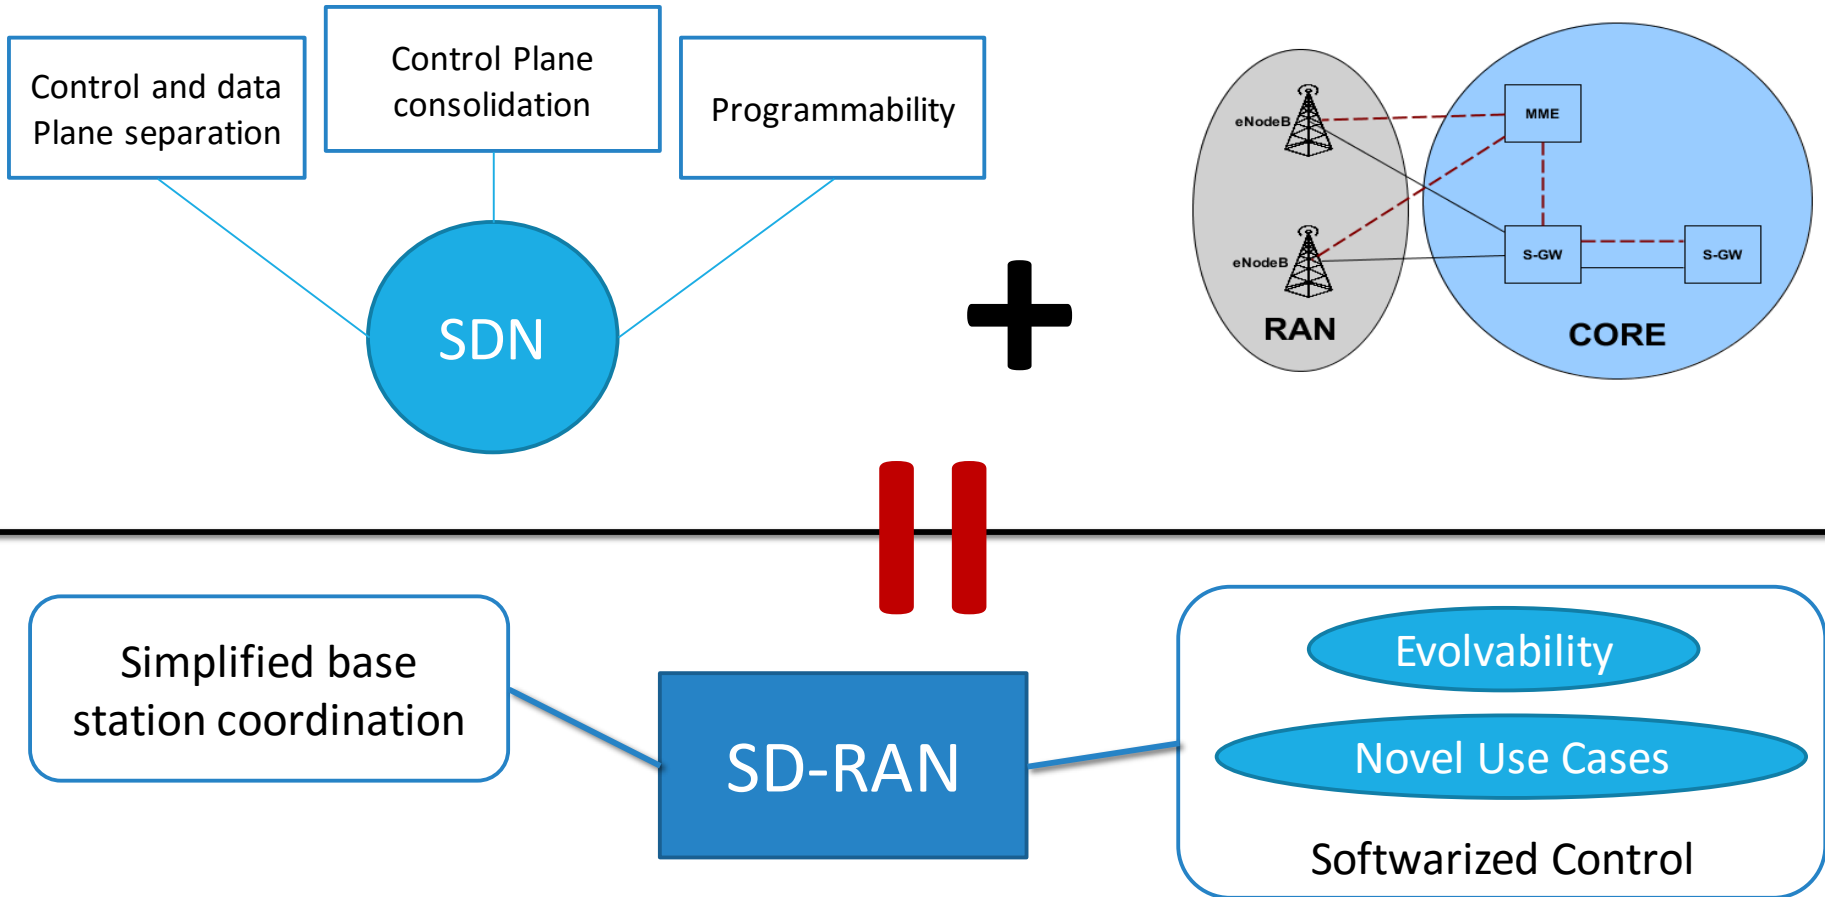 Control and data
Plane separation
Control Plane
consolidation
Programmability
SDN
+
eNodeB
MME
eNodeB
S-GW
S-GW
RAN
CORE
Simplified base
station coordination
SD-RAN
Evolvability
Novel Use Cases
Softwarized Control